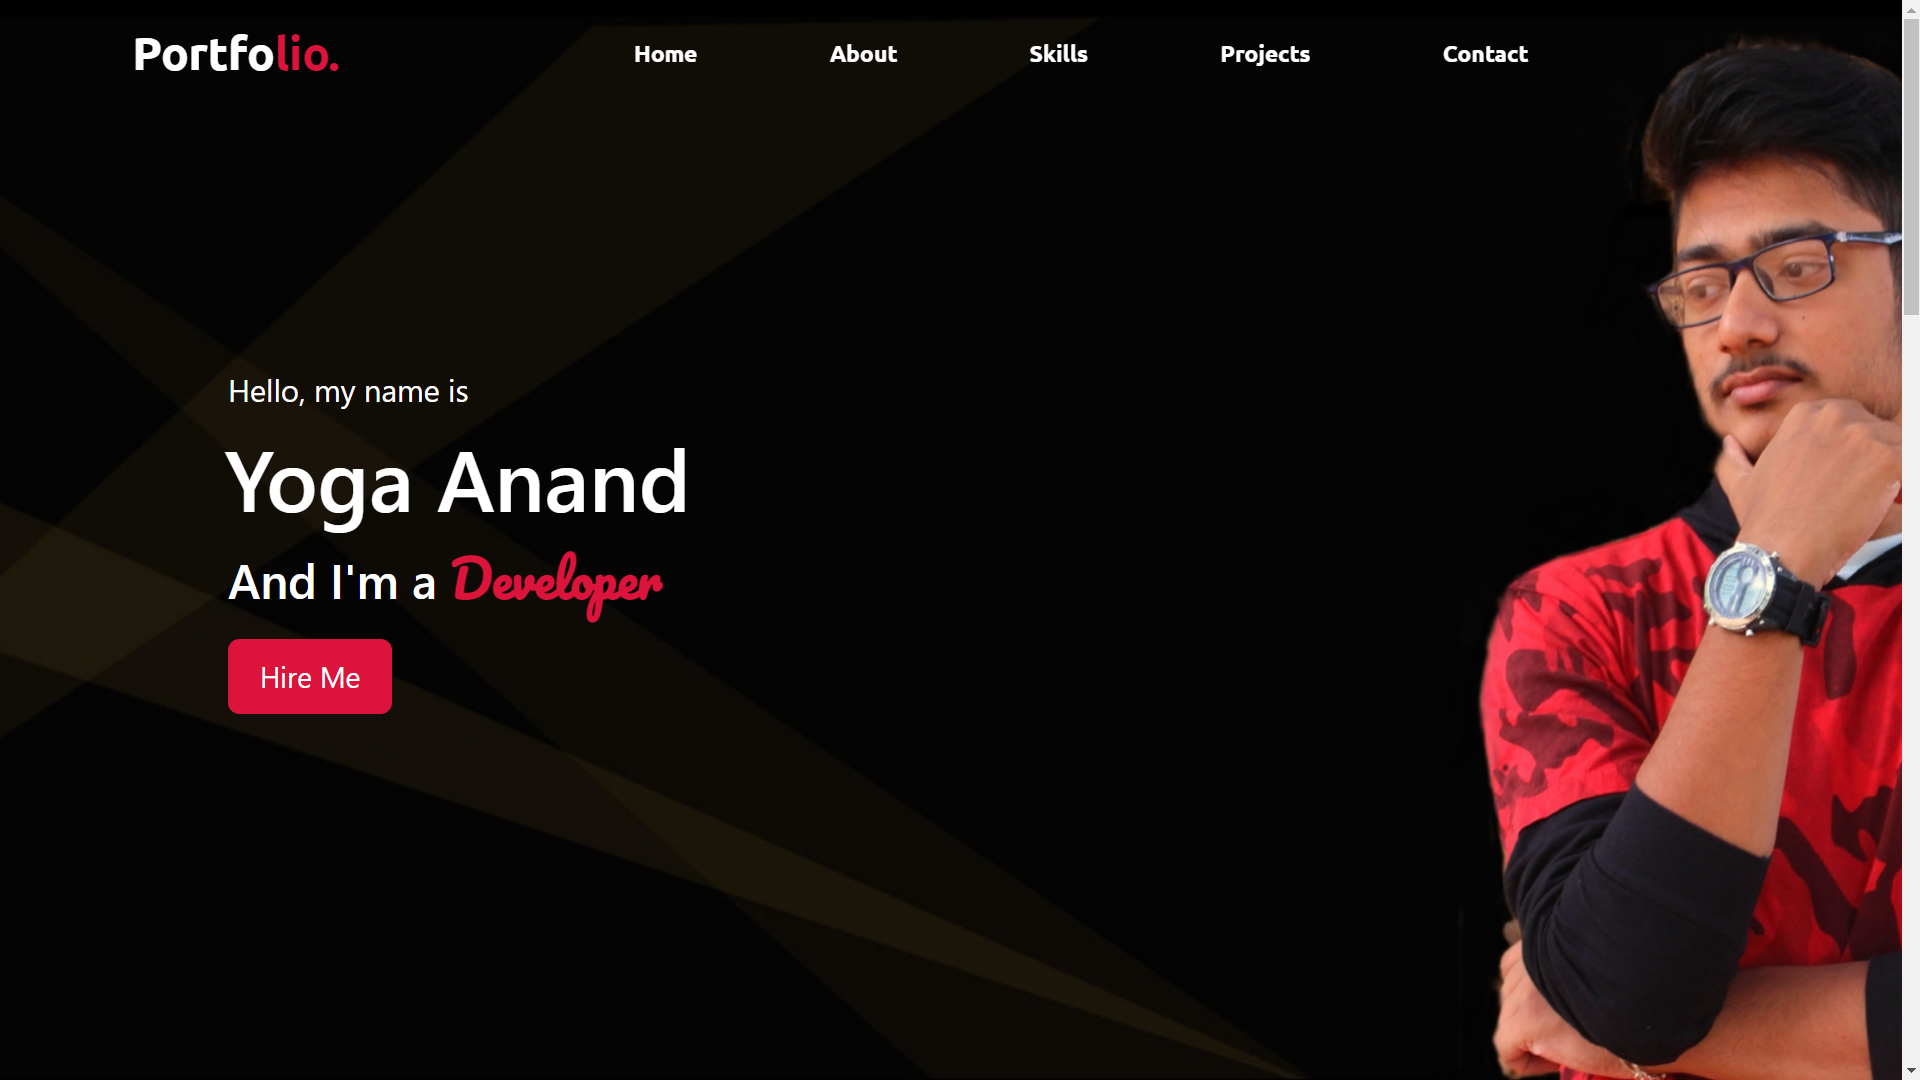 Portfolio. Home About Skills Projects Contact
Hello, my name is
Yoga Anand
And I'm a Developer
Hire Me